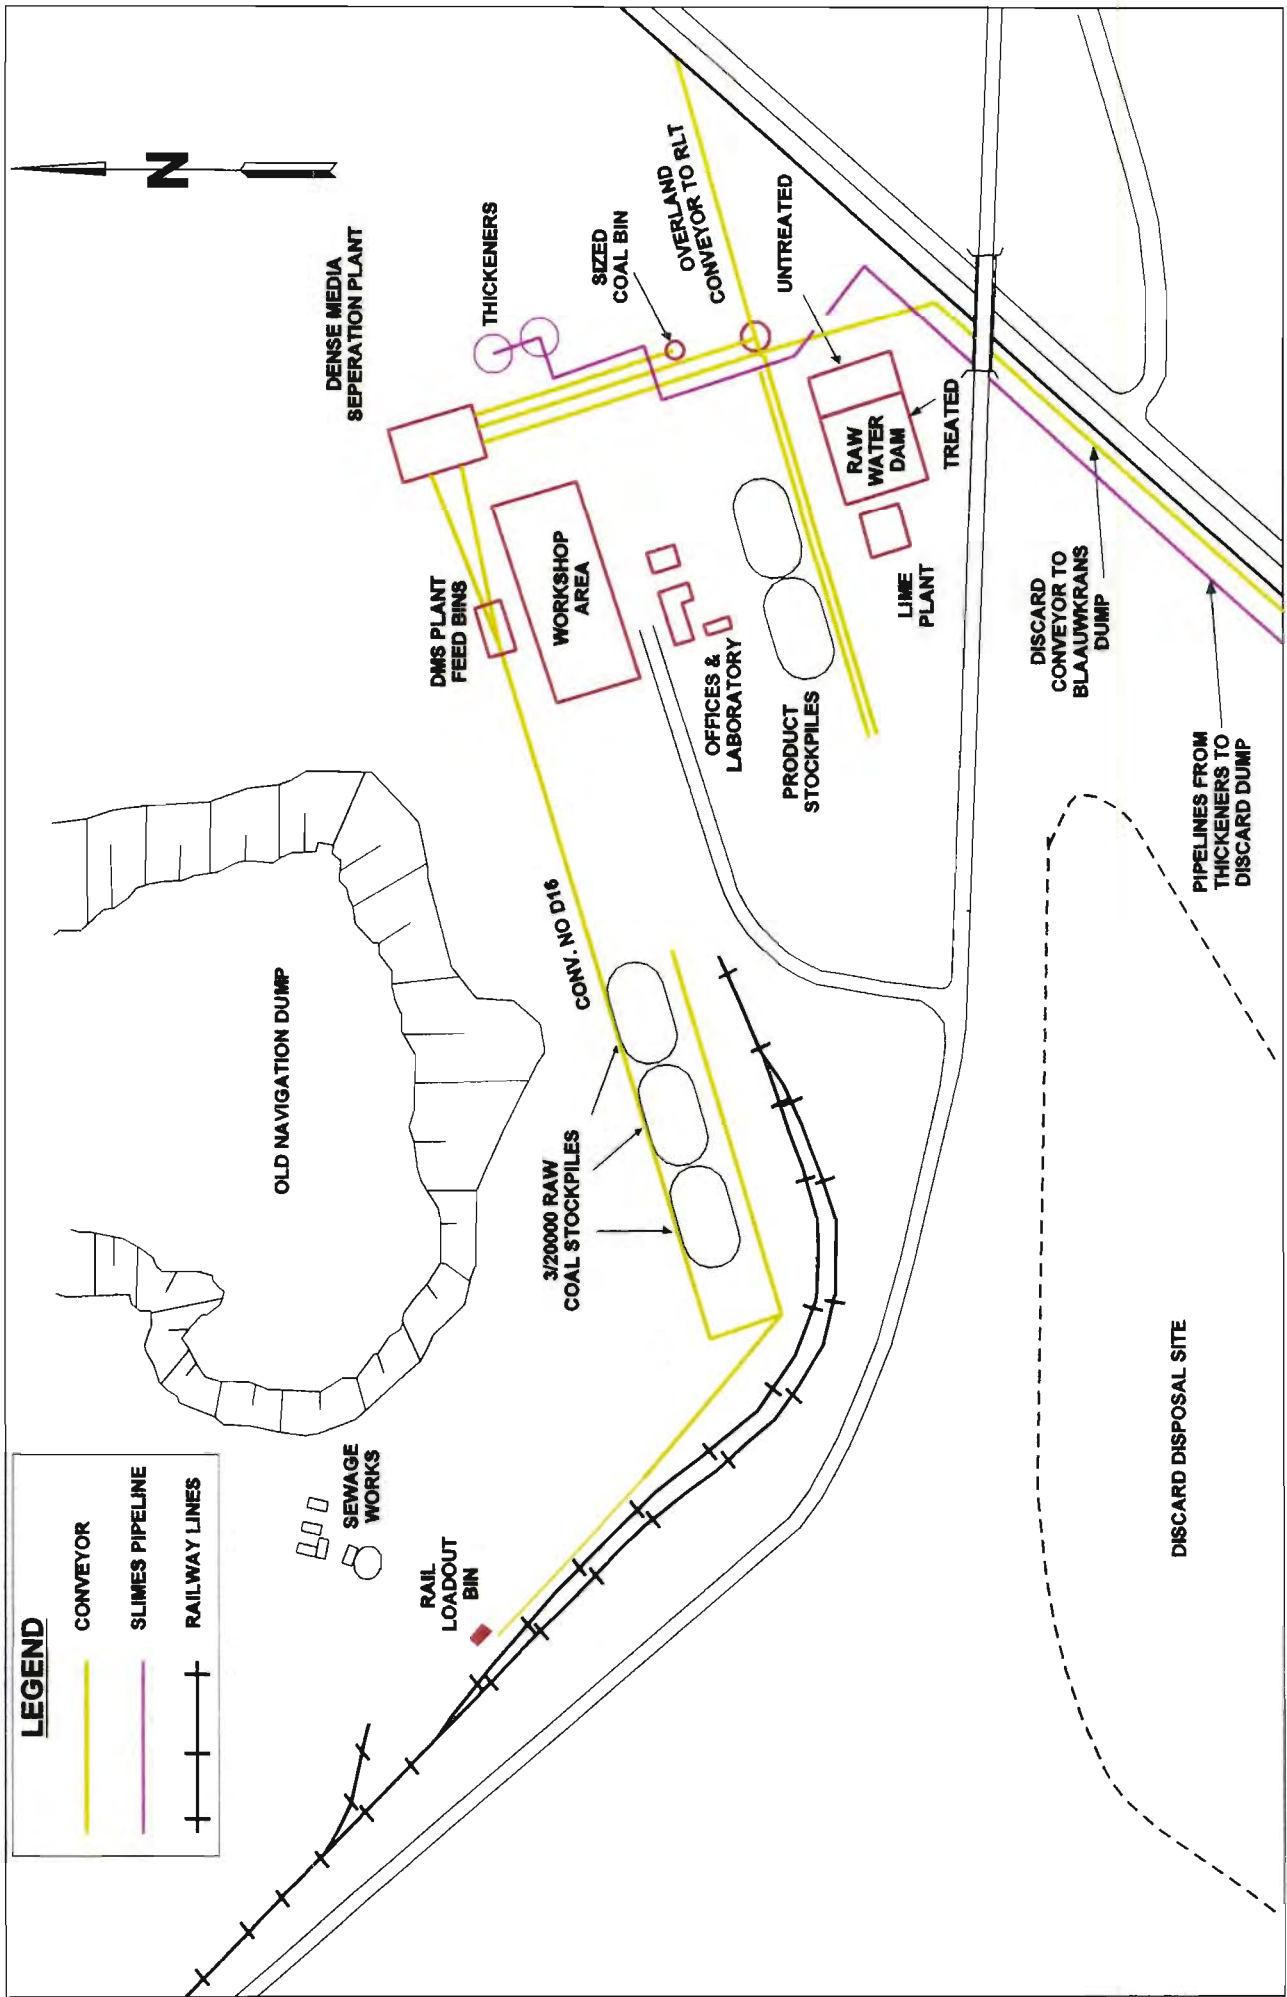 LEGEND
CONVEYOR
SLIMES PIPELINE
RAILWAY LINES
SEWAGE
WORKS
RAIL
LOADOUT
BIN
OLD NAVIGATION DUMP
3/20000 RAW
COAL STOCKPILES
CONV. NO D16
DMS PLANT
FEED BINS
DENSE MEDIA
SEPERATION PLANT
N
THICKENERS
SIZED
COAL BIN
OVERLAND
CONVEYOR TO RLT
UNTREATED
WORKSHOP
AREA
OFFICES &
LABORATORY
PRODUCT
STOCKPILES
RAW
WATER
DAM
TREATED
LIME
PLANT
DISCARD
CONVEYOR TO
BLAAUWKRANS
DUMP
PIPELINES FROM
THICKENERS TO
DISCARD DUMP
DISCARD DISPOSAL SITE